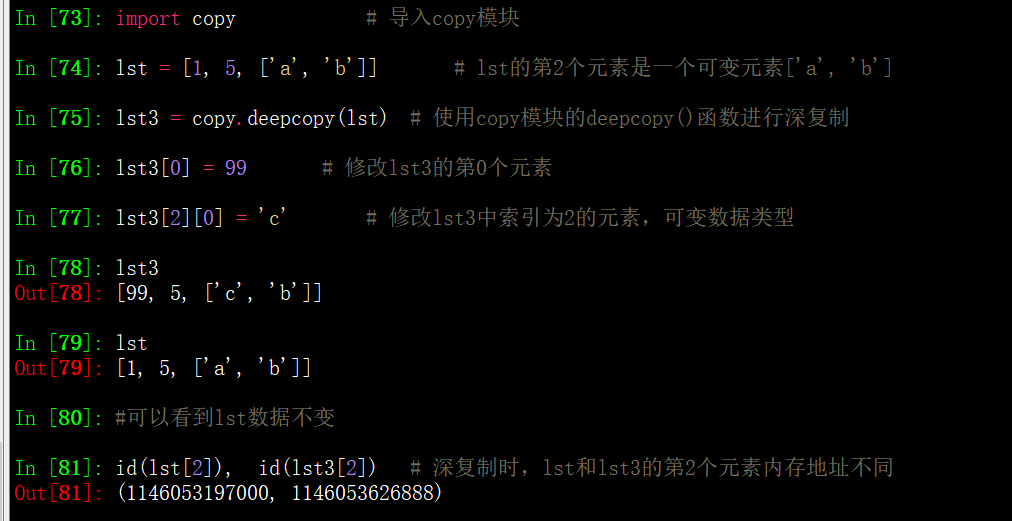 In [73]: import copy            # 导入copy模块
In [74]: lst = [1, 5, ['a', 'b']]       # lst的第2个元素是一个可变元素['a', 'b']
In [75]: lst3 = copy.deepcopy(lst)  # 使用copy模块的deepcopy()函数进行深复制
In [76]: lst3[0] = 99       # 修改lst3的第0个元素
In [77]: lst3[2][0] = 'c'       # 修改lst3中索引为2的元素，可变数据类型
In [78]: lst3
Out[78]: [99, 5, ['c', 'b']]
In [79]: lst
Out[79]: [1, 5, ['a', 'b']]
In [80]: #可以看到lst数据不变
In [81]: id(lst[2]),  id(lst3[2])   # 深复制时，lst和lst3的第2个元素内存地址不同
Out[81]: (1146053197000, 1146053626888)